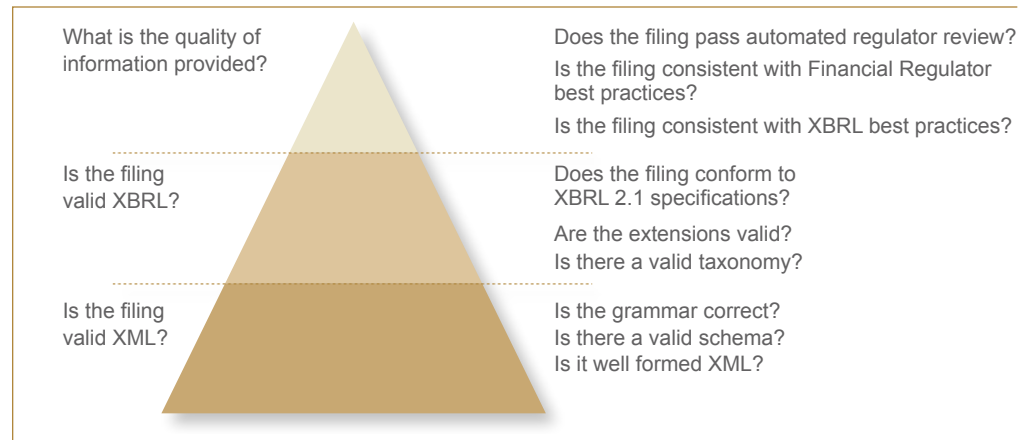 What is the quality of
information provided?
Does the filing pass automated regulator review?
Is the filing consistent with Financial Regulator
best practices?
Is the filing consistent with XBRL best practices?
Is the filing
valid XBRL?
Does the filing conform to
XBRL 2.1 specifications?
Are the extensions valid?
Is there a valid taxonomy?
Is the filing
valid XML?
Is the grammar correct?
Is there a valid schema?
Is it well formed XML?